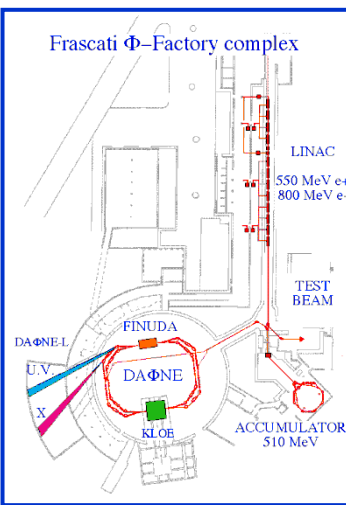 Frascati Φ–Factory complex
LINAC
550 MeV e+
800 MeV e-
TEST
BEAM
FINUDA
DAΦNE-L
U.V.
DAΦNE
X
KLOE
ACCUMULATOR
510 MeV